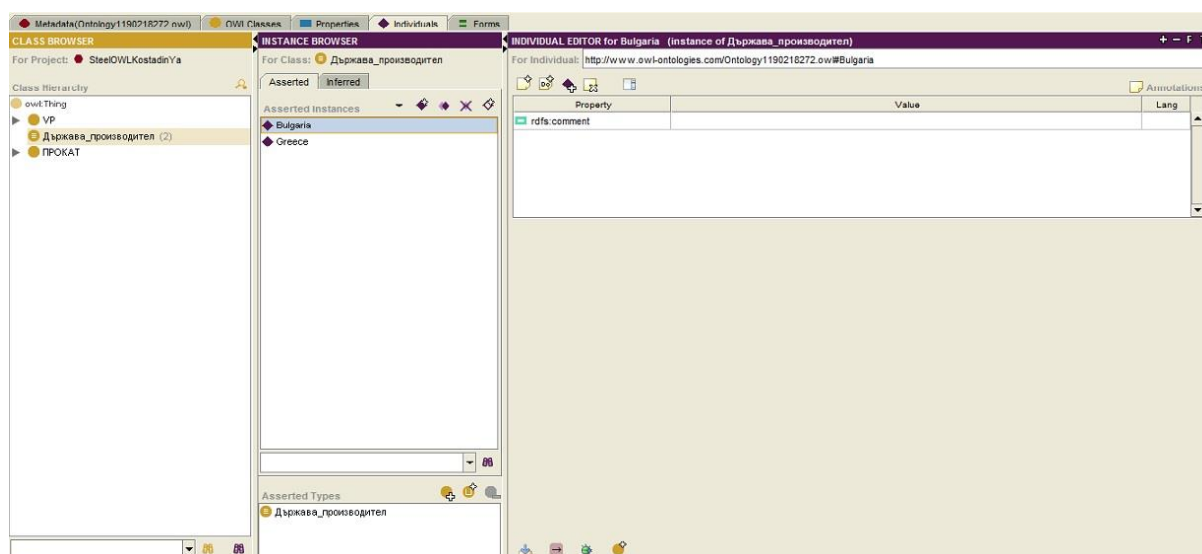 Metadata(Ontology1190218272.owl) OWLClasses Properties Individuals Forms
CLASS BROWSER
For Project: SteelOWLKostadinYa
Class Hierarchy
owl:Thing
VP
Държава_производител (2)
ПРОКАТ
INSTANCE BROWSER
For Class: Държава_производител
Asserted Inferred
Asserted Instances
Bulgaria
Greece
Asserted Types
Държава_производител
INDIVIDUAL EDITOR for Bulgaria (instance of Държава_производител)
For Individual: http://www.owl-ontologies.com/Ontology1190218272.owl#Bulgaria
Annotations
Property Value Lang
rdfs:comment